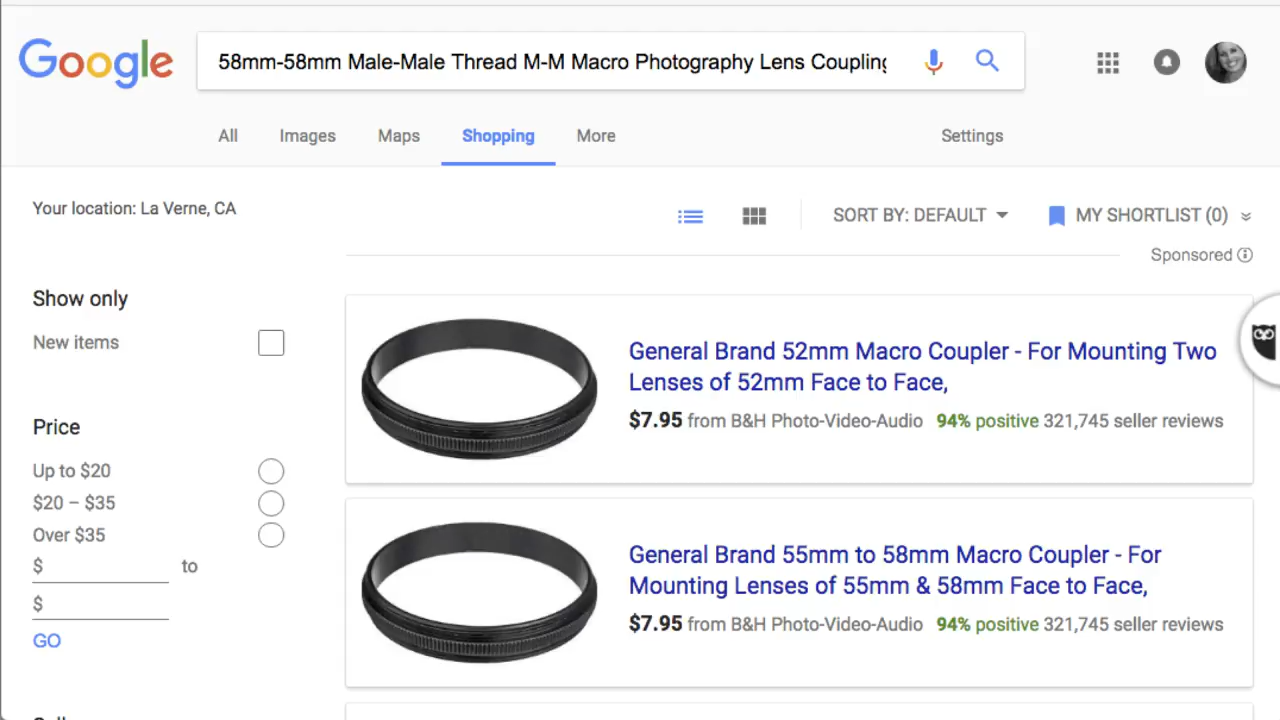 Google
58mm-58mm Male-Male Thread M-M Macro Photography Lens Coupling
All
Images
Maps
Shopping
More
Settings
Your location: La Verne, CA
SORT BY: DEFAULT
MY SHORTLIST (0)
Sponsored
Show only
New items
Price
Up to $20
$20 – $35
Over $35
$ to
$
GO
General Brand 52mm Macro Coupler - For Mounting Two
Lenses of 52mm Face to Face,
$7.95 from B&H Photo-Video-Audio 94% positive 321,745 seller reviews
General Brand 55mm to 58mm Macro Coupler - For
Mounting Lenses of 55mm & 58mm Face to Face,
$7.95 from B&H Photo-Video-Audio 94% positive 321,745 seller reviews